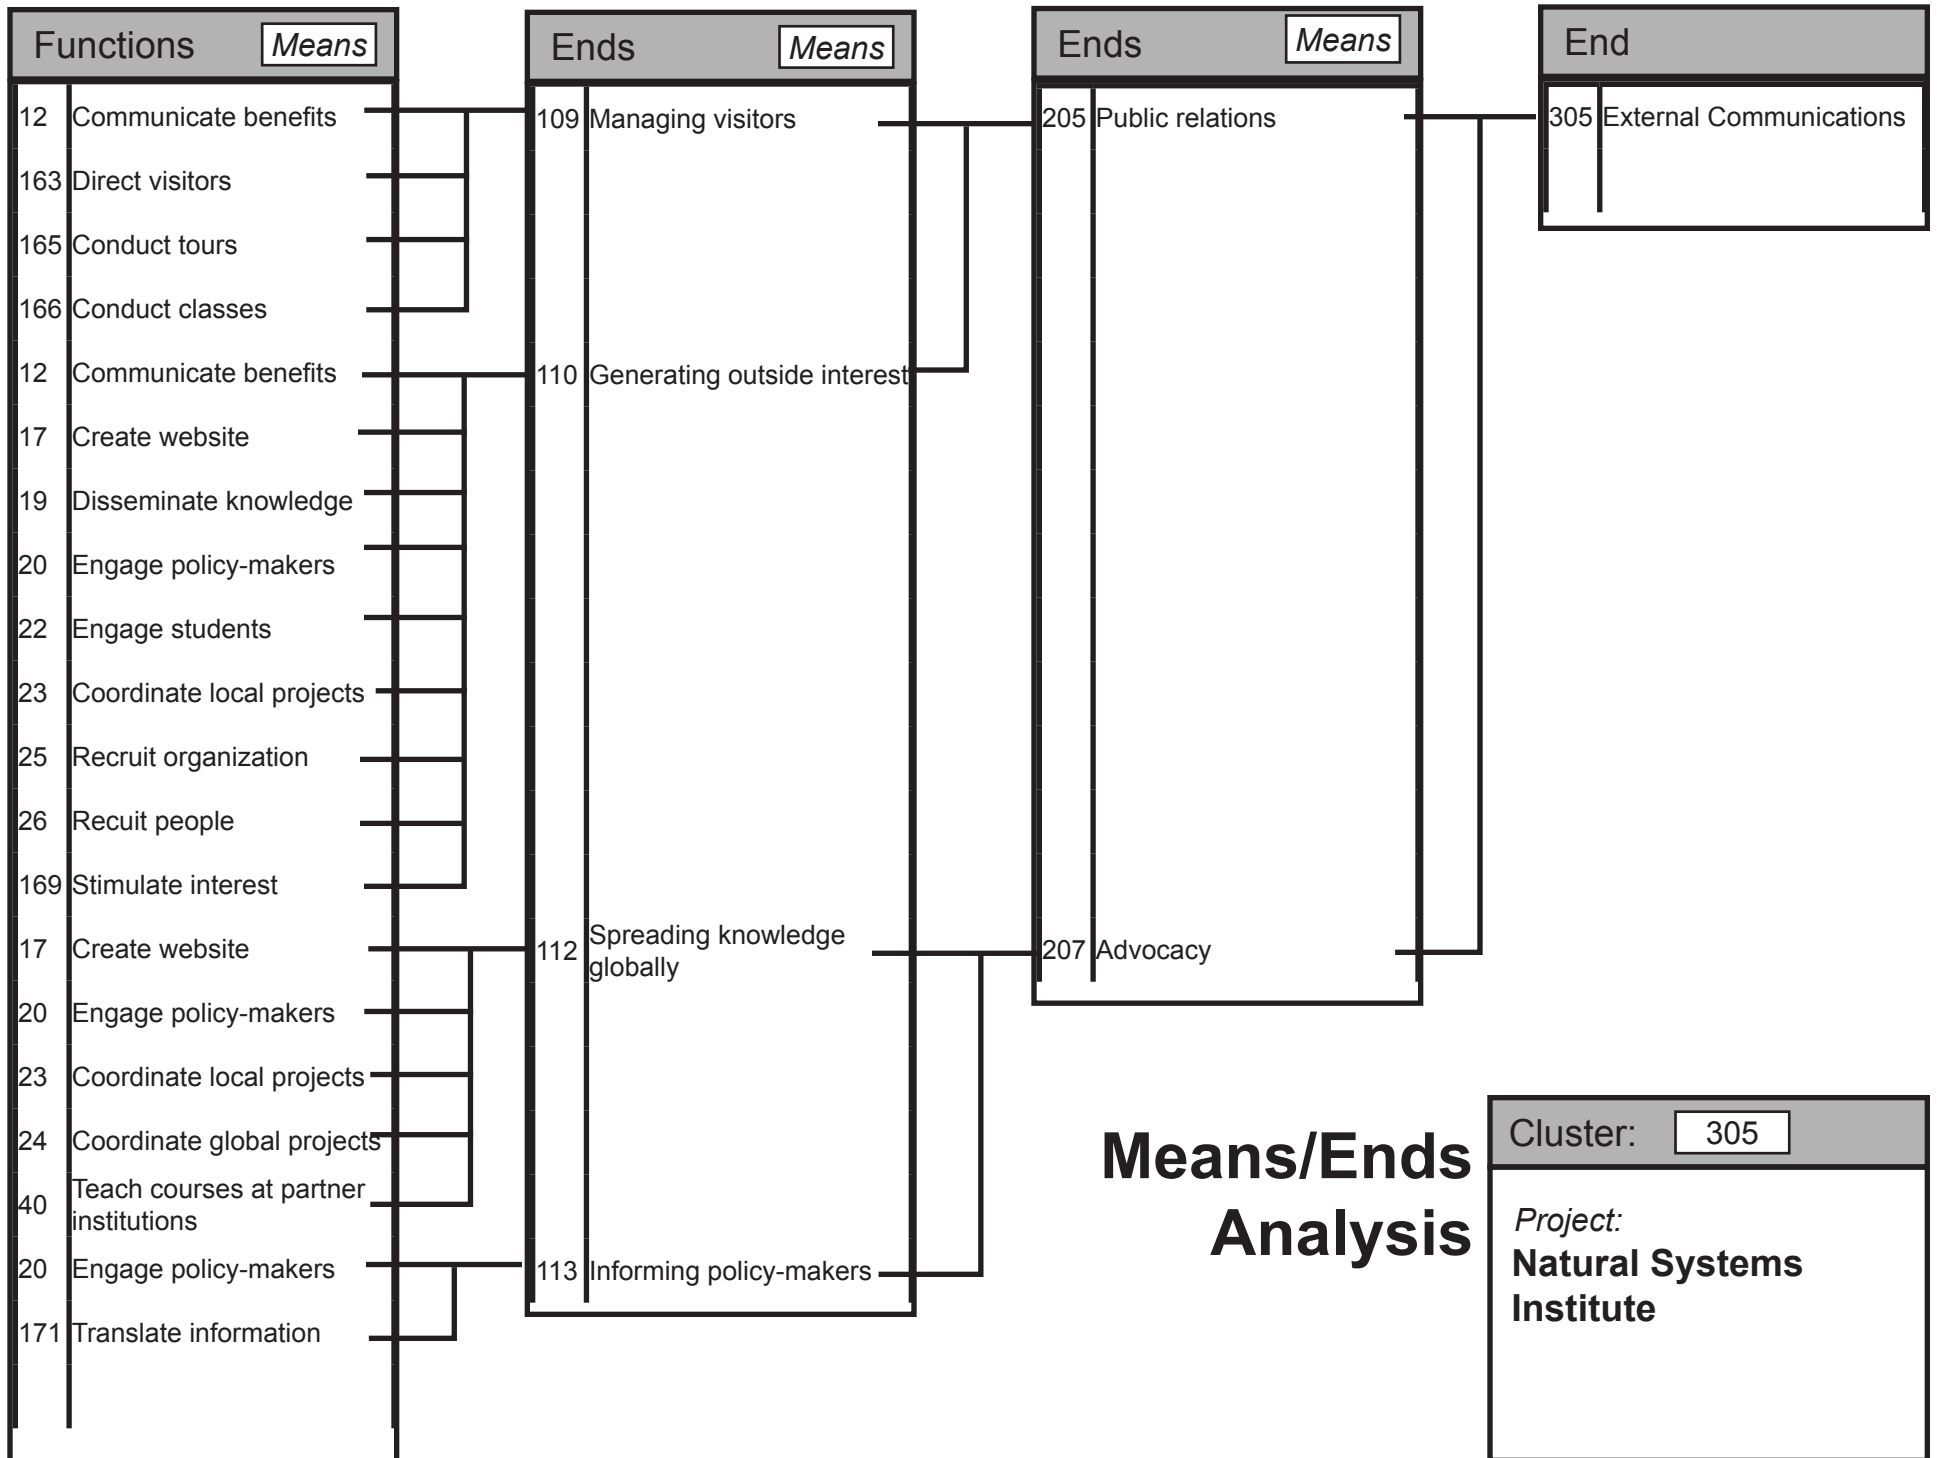 Functions Means
12 Communicate benefits
163 Direct visitors
165 Conduct tours
166 Conduct classes
12 Communicate benefits
17 Create website
19 Disseminate knowledge
20 Engage policy-makers
22 Engage students
23 Coordinate local projects
25 Recruit organization
26 Recuit people
169 Stimulate interest
17 Create website
20 Engage policy-makers
23 Coordinate local projects
24 Coordinate global projects
40 Teach courses at partner
institutions
20 Engage policy-makers
171 Translate information
Ends Means
109 Managing visitors
110 Generating outside interest
112 Spreading knowledge
globally
113 Informing policy-makers
Ends Means
205 Public relations
207 Advocacy
End
305 External Communications
Means/Ends
Analysis
Cluster: 305
Project:
Natural Systems
Institute